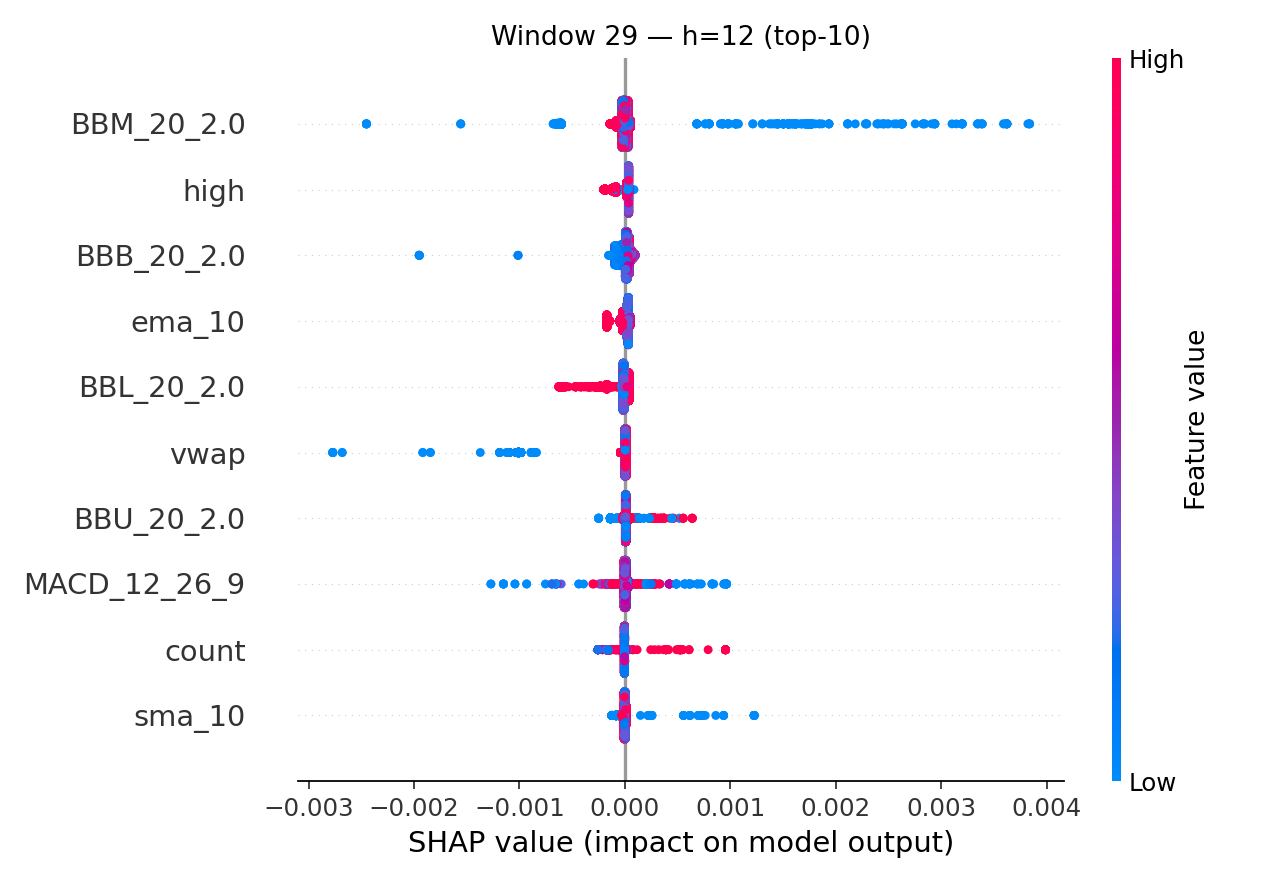 Window 29 — h=12 (top-10)
High
BBM_20_2.0
high
BBB_20_2.0
ema_10
BBL_20_2.0
vwap
BBU_20_2.0
MACD_12_26_9
count
sma_10
Feature value
Low
−0.003 −0.002 −0.001 0.000 0.001 0.002 0.003 0.004
SHAP value (impact on model output)